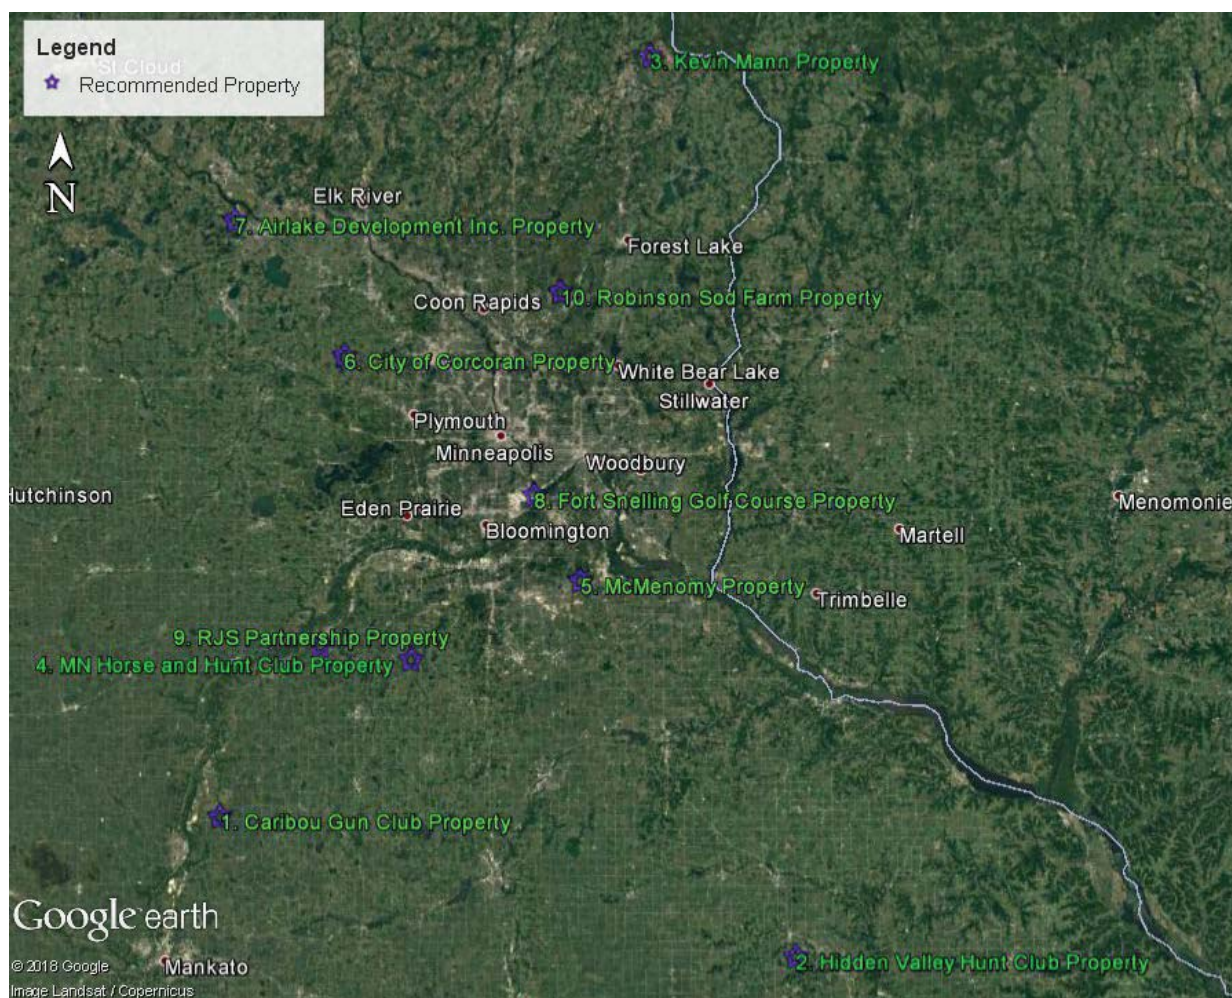 Legend
St Cloud
Recommended Property
N
3. Kevin Mann Property
Elk River
7. Airlake Development Inc. Property
Forest Lake
10. Robinson Sod Farm Property
Coon Rapids
6. City of Corcoran Property
White Bear Lake
Stillwater
Plymouth
Minneapolis
Woodbury
Hutchinson
8. Fort Snelling Golf Course Property
Menomonie
Eden Prairie
Bloomington
Martell
5. McMenomy Property
Trimbelle
9. RJS Partnership Property
4. MN Horse and Hunt Club Property
1. Caribou Gun Club Property
Google earth
2. Hidden Valley Hunt Club Property
© 2018 Google
Mankato
Image Landsat / Copernicus